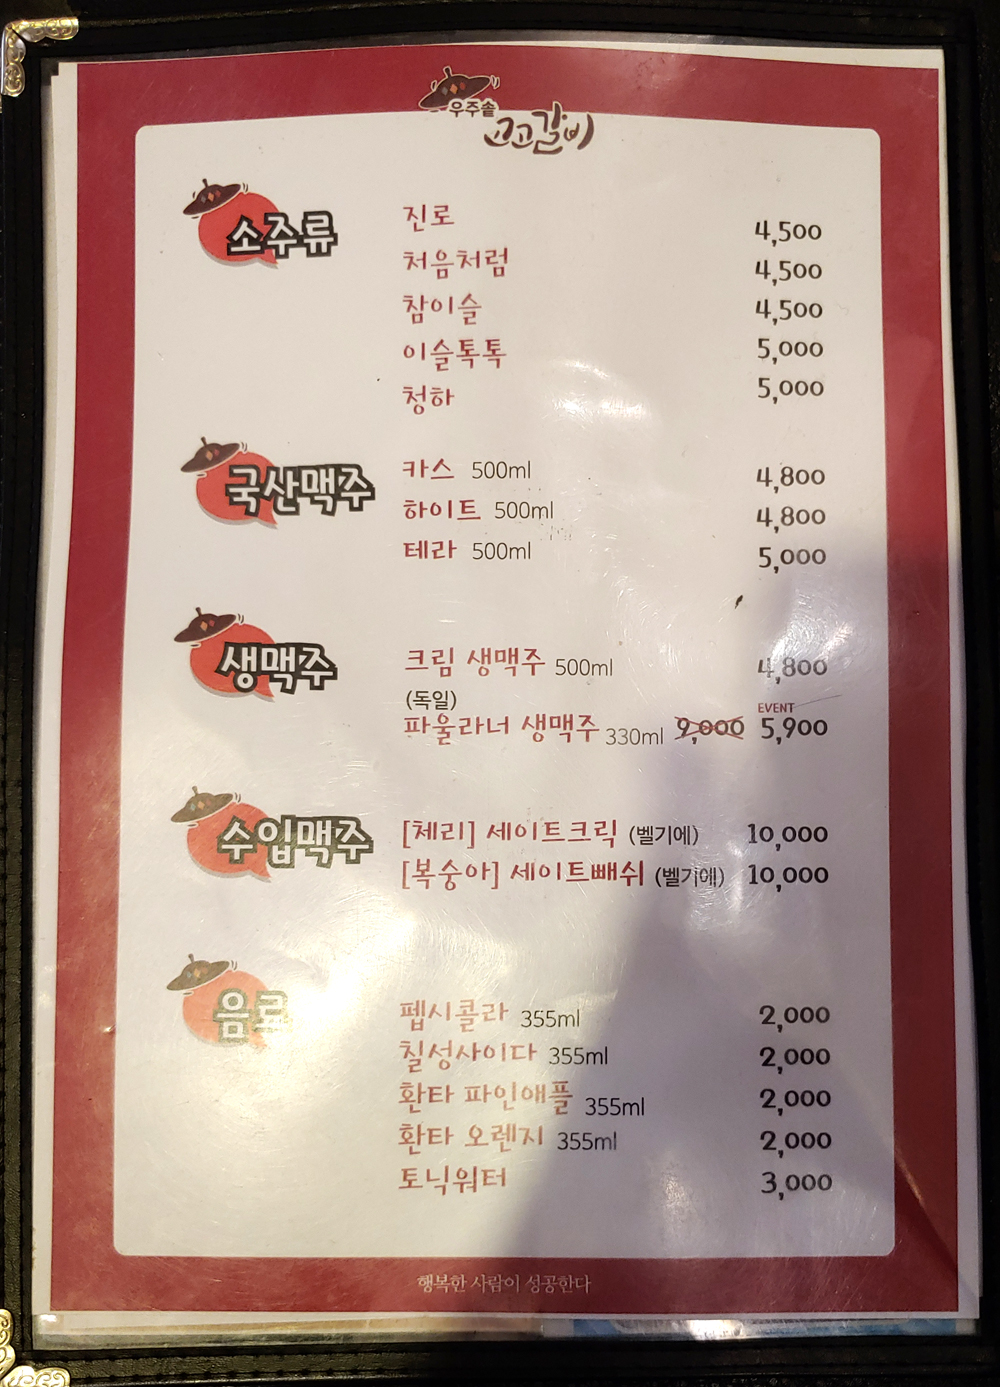 우주솥
꼬꼬갈비
소주류
진로 4,500
처음처럼 4,500
참이슬 4,500
이슬톡톡 5,000
청하 5,000
국산맥주
카스 500ml 4,800
하이트 500ml 4,800
테라 500ml 5,000
생맥주
크림 생맥주 500ml 4,800
(독일) EVENT
파울라너 생맥주 330ml 9,000 5,900
수입맥주
[체리] 세이트크릭 (벨기에) 10,000
[복숭아] 세이트빼쉬 (벨기에) 10,000
음료
펩시콜라 355ml 2,000
칠성사이다 355ml 2,000
환타 파인애플 355ml 2,000
환타 오렌지 355ml 2,000
토닉워터 3,000
행복한 사람이 성공한다